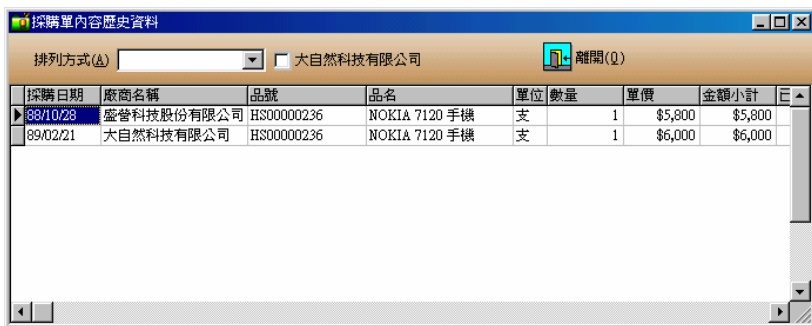 採購單內容歷史資料
排列方式(A) 大自然科技有限公司 離開(Q)
採購日期 廠商名稱 品號 品名 單位 數量 單價 金額小計
88/10/28 盛營科技股份有限公司 HS00000236 NOKIA 7120 手機 支 1 $5,800 $5,800
89/02/21 大自然科技有限公司 HS00000236 NOKIA 7120 手機 支 1 $6,000 $6,000